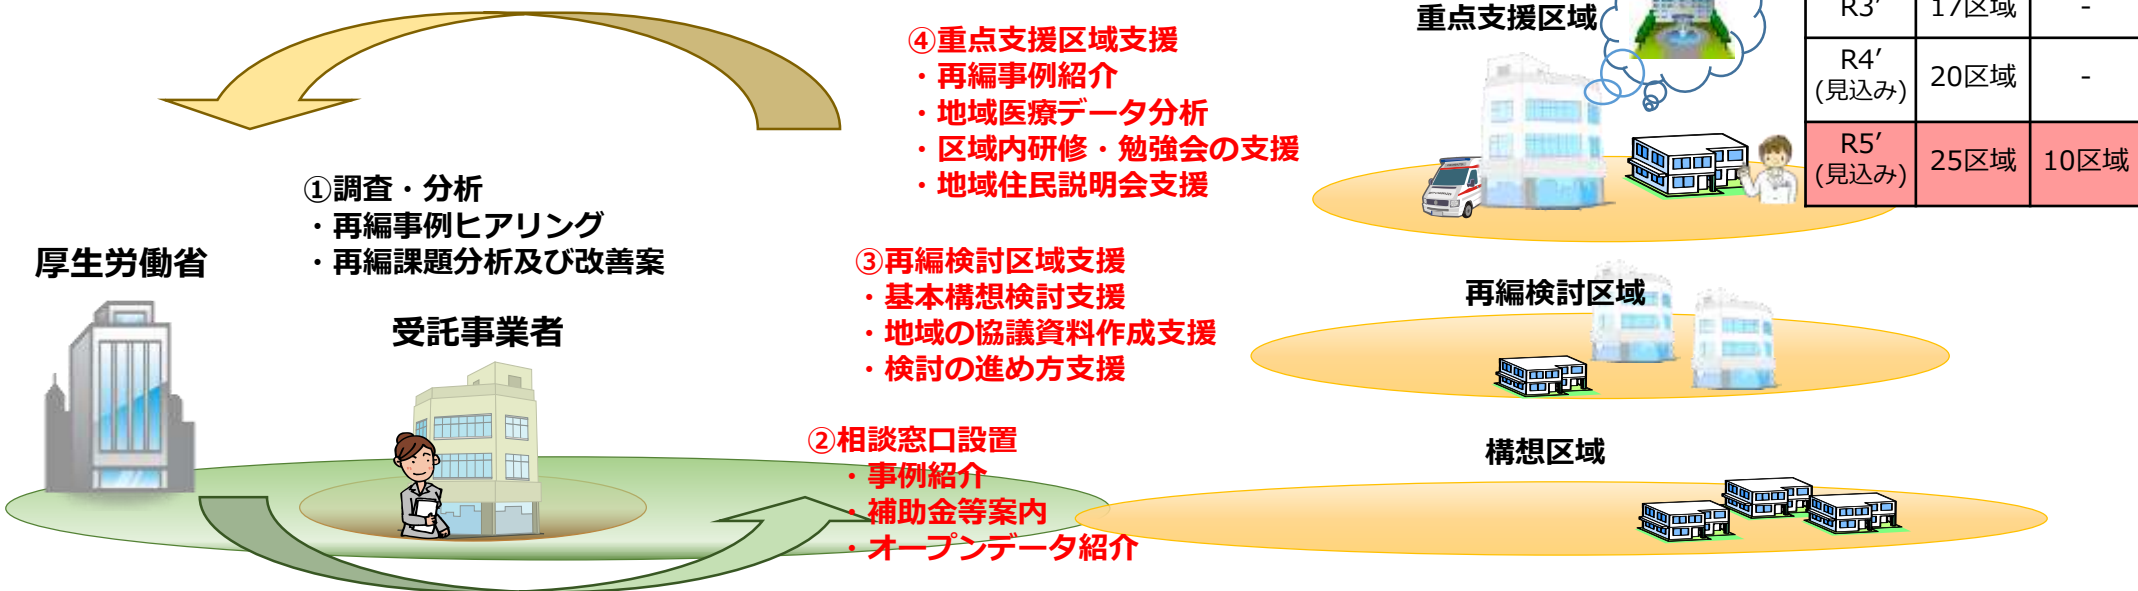 厚生労働省
①調査・分析
・再編事例ヒアリング
・再編課題分析及び改善案
受託事業者
④重点支援区域支援
・再編事例紹介
・地域医療データ分析
・区域内研修・勉強会の支援
・地域住民説明会支援
③再編検討区域支援
・基本構想検討支援
・地域の協議資料作成支援
・検討の進め方支援
②相談窓口設置
・事例紹介
・補助金等案内
・オープンデータ紹介
重点支援区域
再編検討区域
構想区域
R3′ 17区域 -
R4′
(見込み) 20区域 -
R5′
(見込み) 25区域 10区域